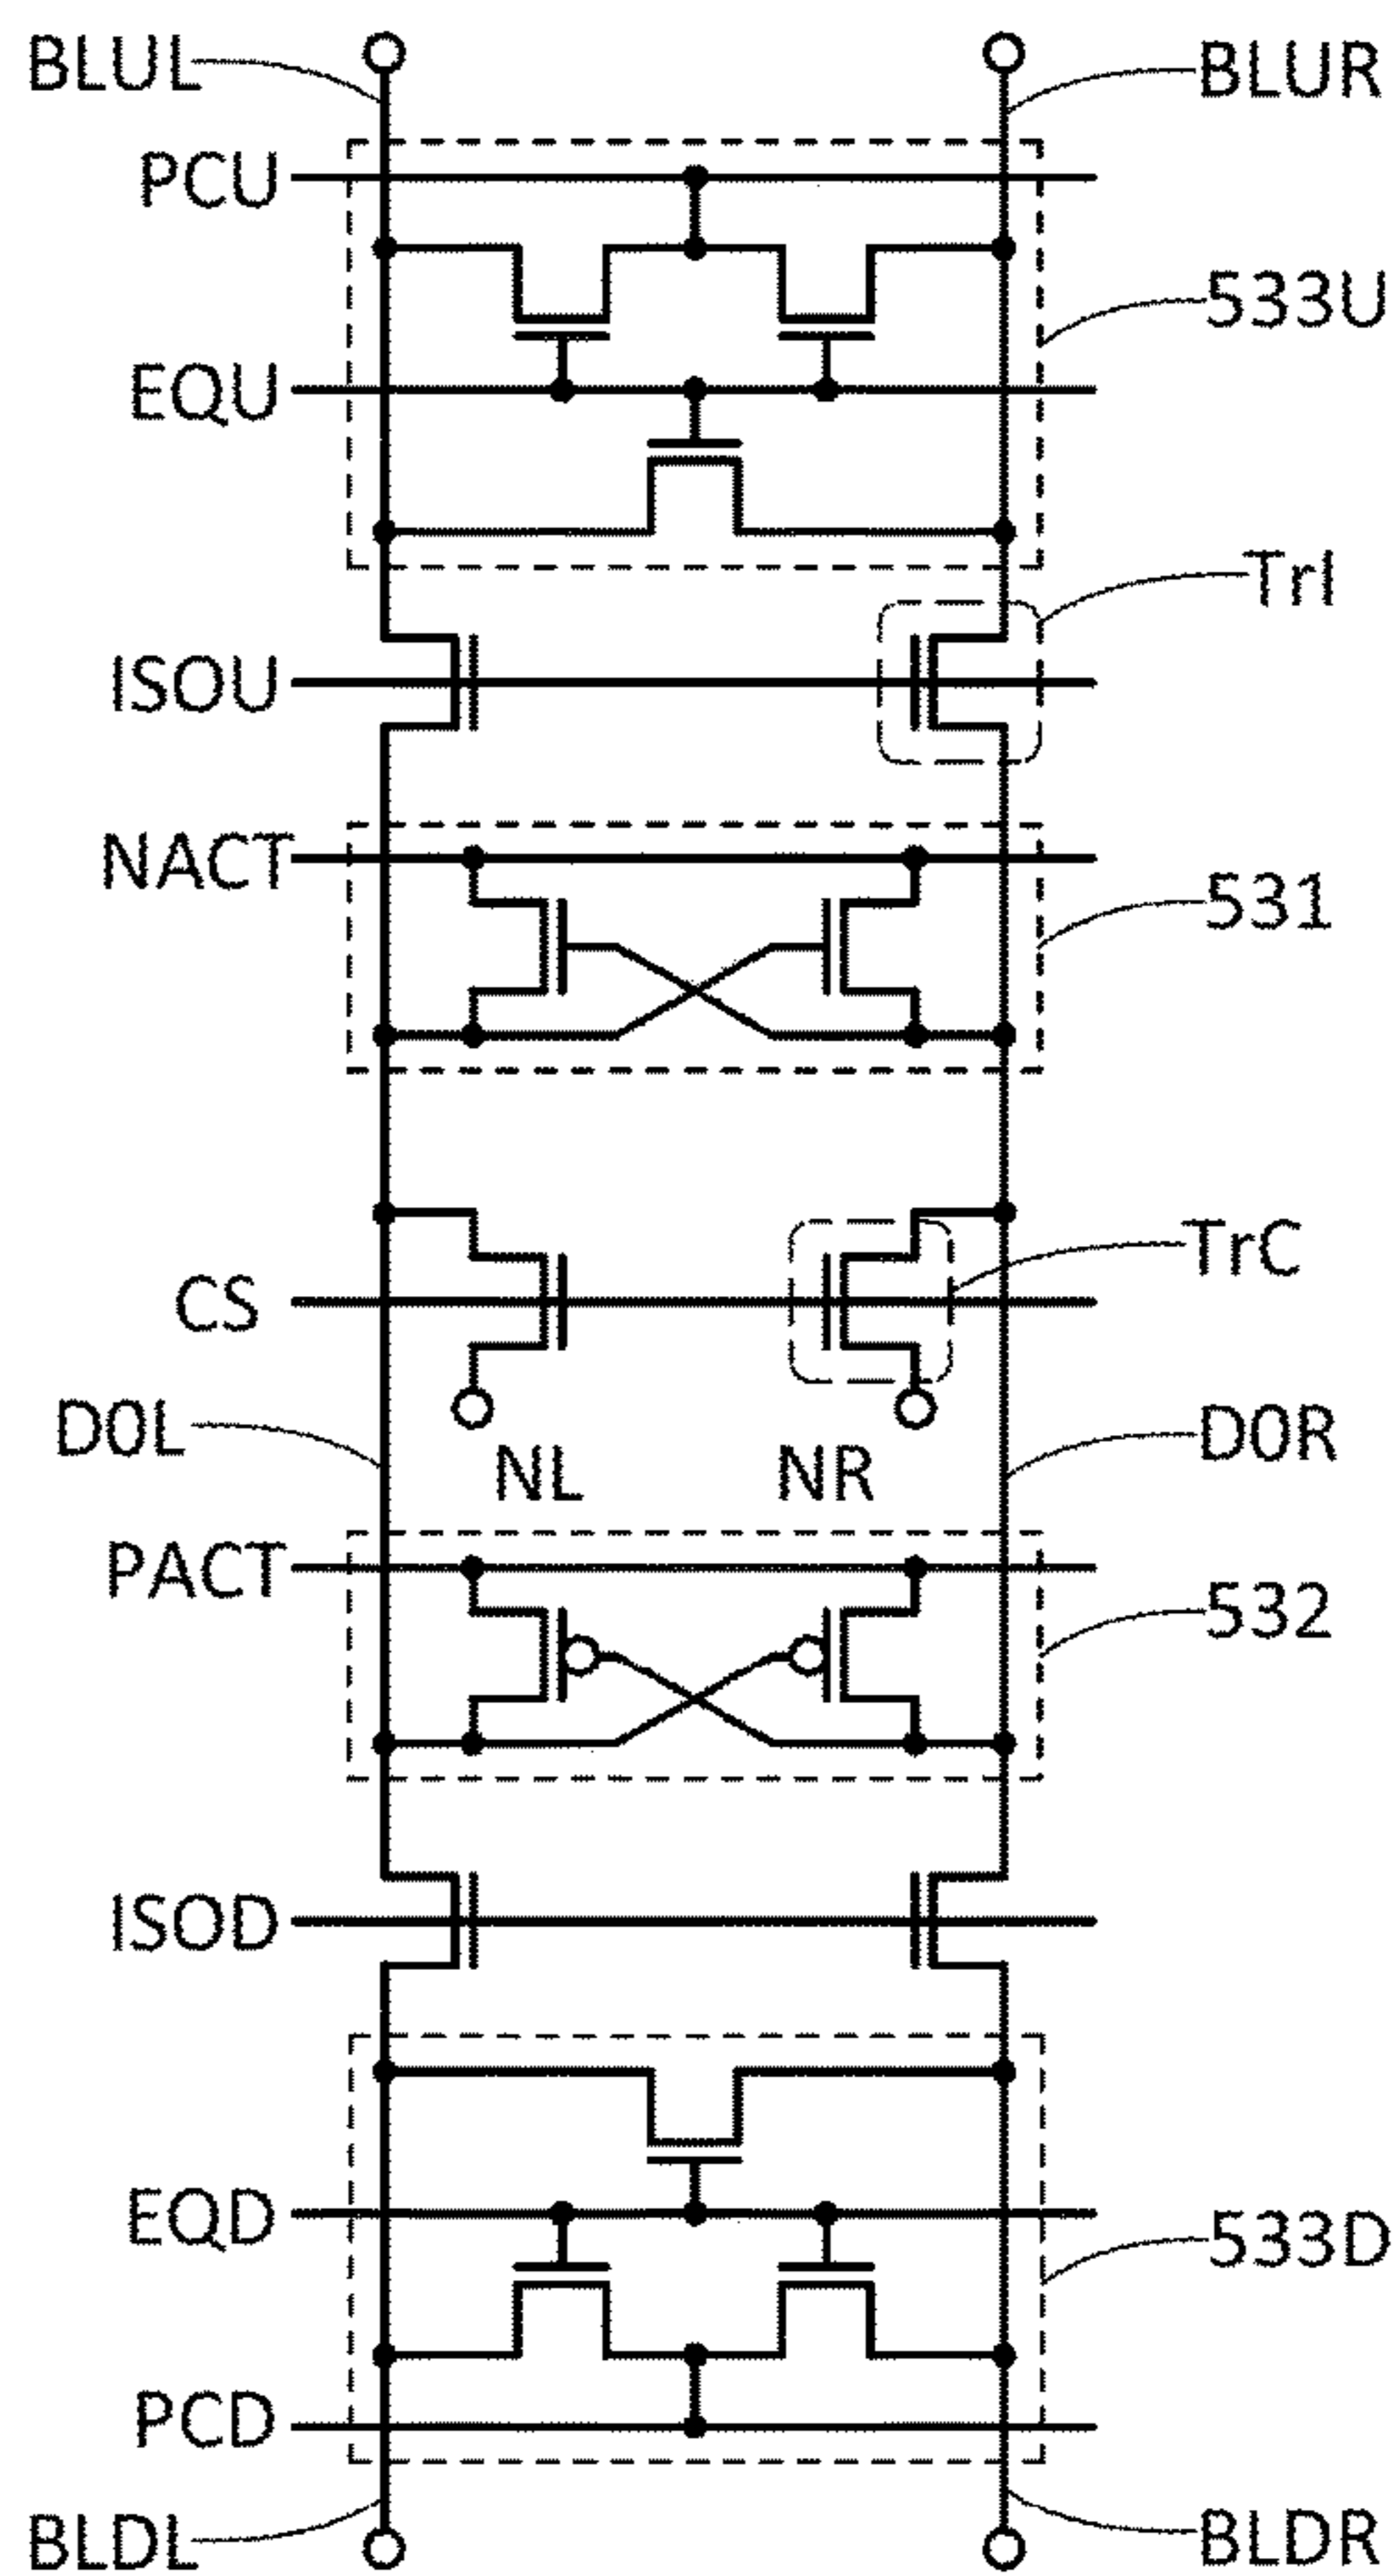 BLUL
BLUR
PCU
533U
EQU
TrI
ISOU
NACT
531
TrC
CS
D0L
D0R
NL
NR
PACT
532
ISOD
EQD
533D
PCD
BLDL
BLDR